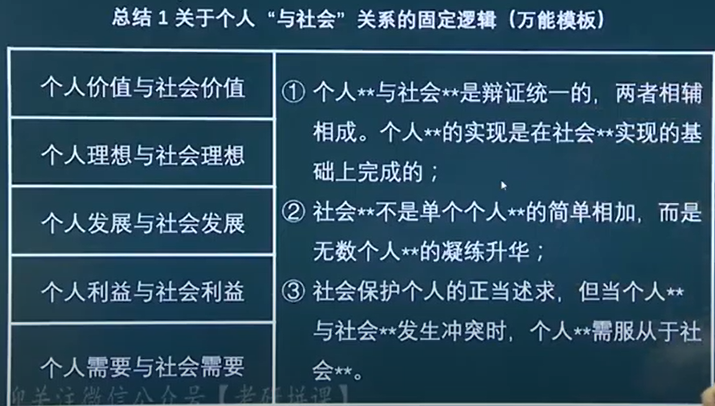 总结 1 关于个人“与社会”关系的固定逻辑（万能模板）
个人价值与社会价值
个人理想与社会理想
个人发展与社会发展
个人利益与社会利益
个人需要与社会需要
① 个人**与社会**是辩证统一的，两者相辅
相成。个人**的实现是在社会**实现的基
础上完成的；
② 社会**不是单个个人**的简单相加，而是
无数个人**的凝练升华；
③ 社会保护个人的正当述求，但当个人**
与社会**发生冲突时，个人**需服从于社
会**。
迎关注微信公众号【考研拼课】